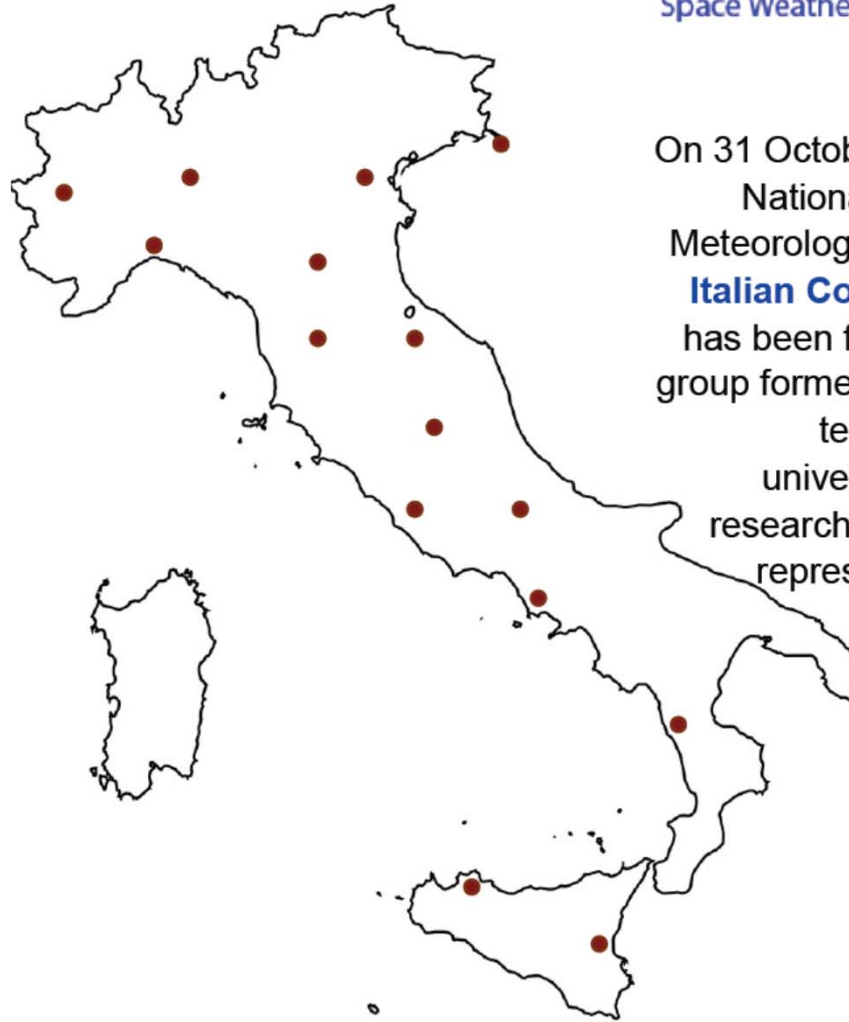 Space Weathe
On 31 Octob
Nationa
Meteorolog
Italian Co
has been f
group forme
te
unive
research
repres